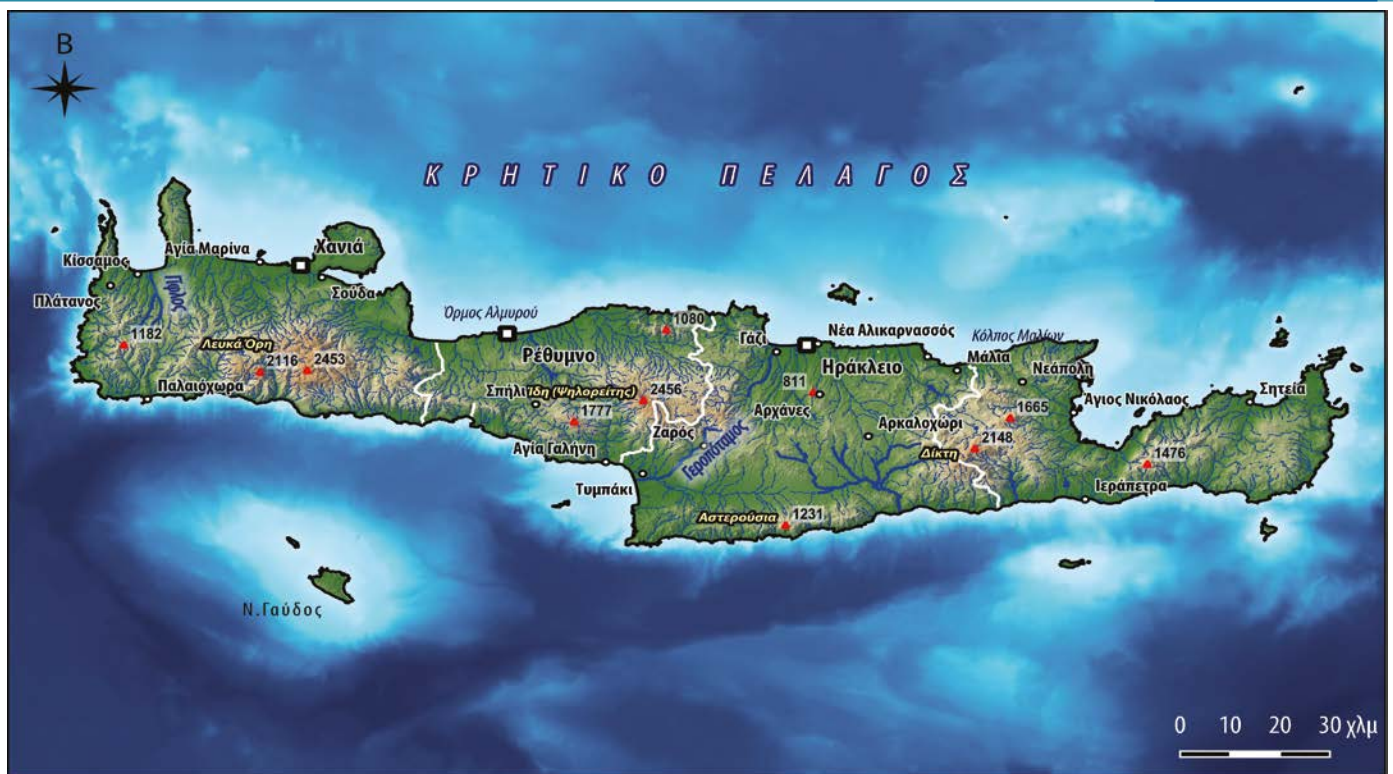 Β
ΚΡΗΤΙΚΟ ΠΕΛΑΓΟΣ
Αγία Μαρίνα
Χανιά
Κίσσαμος
Πλάτανος
Σούδα
Τίφλος
1182
Λευκά Όρη
2116
2453
Παλαιόχωρα
Όρμος Αλμυρού
Ρέθυμνο
1080
Γάζι
Νέα Αλικαρνασσός
Ηράκλειο
Κόλπος Μαλίων
Μάλια
Νεάπολη
Σπήλι
Ίδη (Ψηλορείτης)
2456
811
Αρχάνες
1777
Ζαρός
Γεροπόταμος
Αρκαλοχώρι
1665
Άγιος Νικόλαος
Σητεία
Αγία Γαλήνη
Δίκτη
2148
1476
Τυμπάκι
Ιεράπετρα
Αστερούσια
1231
Ν.Γαύδος
0 10 20 30 χλμ